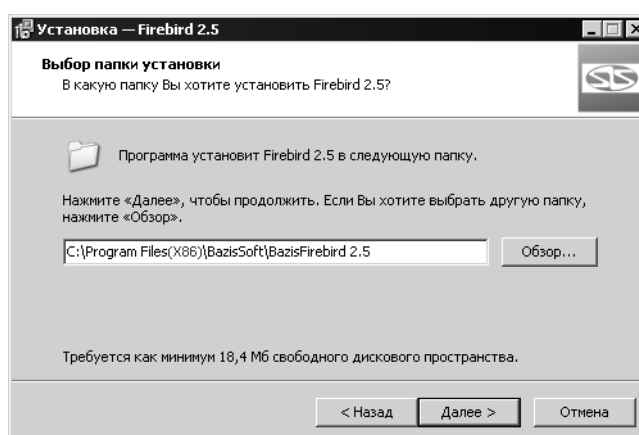 Установка — Firebird 2.5
Выбор папки установки
В какую папку Вы хотите установить Firebird 2.5?
Программа установит Firebird 2.5 в следующую папку.
Нажмите «Далее», чтобы продолжить. Если Вы хотите выбрать другую папку,
нажмите «Обзор».
C:\Program Files(X86)\BazisSoft\BazisFirebird 2.5
Обзор...
Требуется как минимум 18,4 Мб свободного дискового пространства.
< Назад
Далее >
Отмена